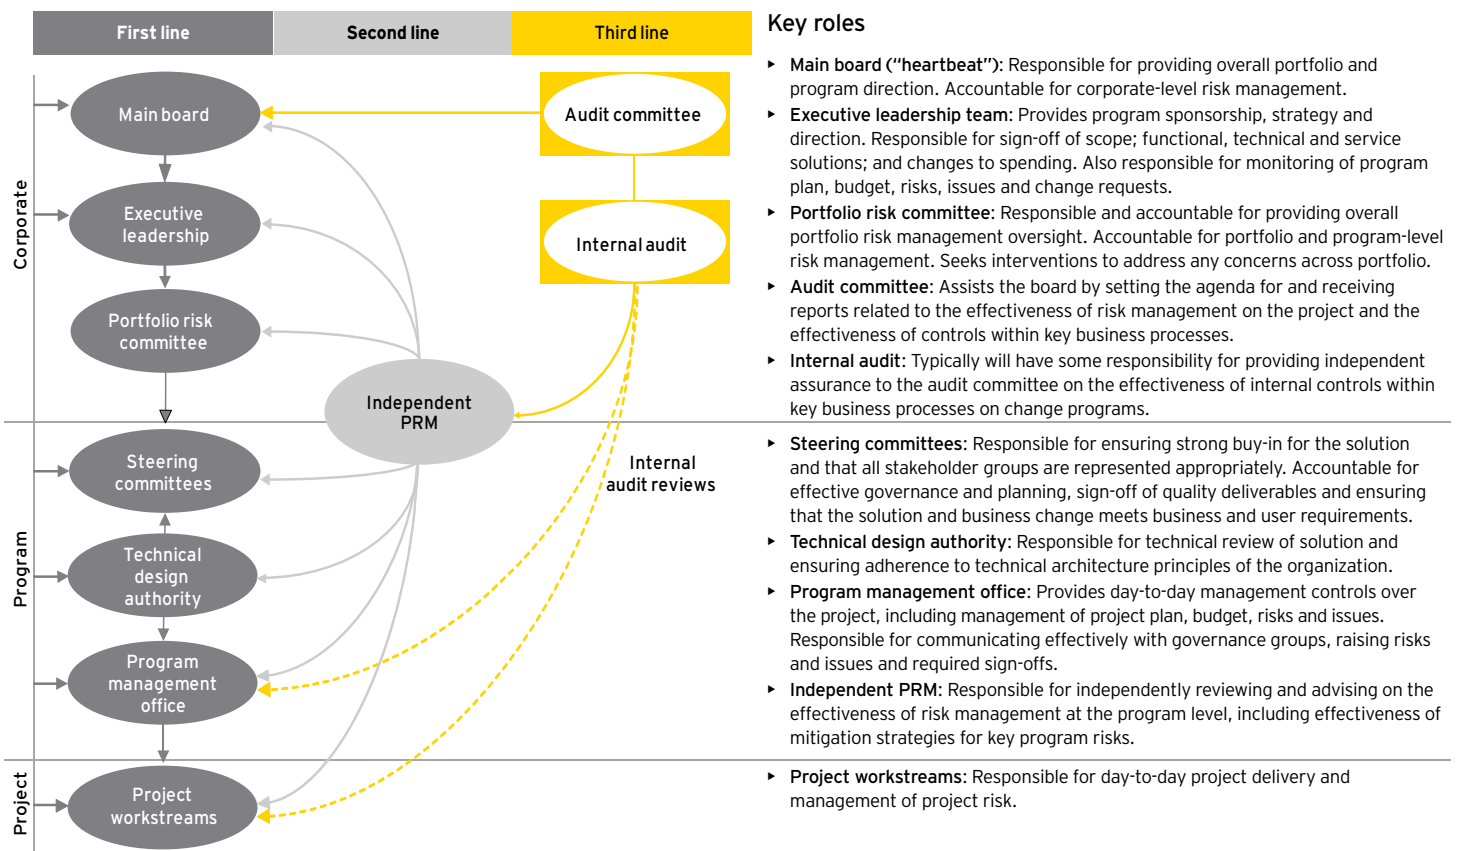 First line
Second line
Third line
Corporate
Program
Project
Main board
Executive
leadership
Portfolio risk
committee
Steering
committees
Technical
design
authority
Program
management
office
Project
workstreams
Independent
PRM
Audit committee
Internal audit
Internal
audit reviews
Key roles
▸ Main board (“heartbeat”): Responsible for providing overall portfolio and
program direction. Accountable for corporate-level risk management.
▸ Executive leadership team: Provides program sponsorship, strategy and
direction. Responsible for sign-off of scope; functional, technical and service
solutions; and changes to spending. Also responsible for monitoring of program
plan, budget, risks, issues and change requests.
▸ Portfolio risk committee: Responsible and accountable for providing overall
portfolio risk management oversight. Accountable for portfolio and program-level
risk management. Seeks interventions to address any concerns across portfolio.
▸ Audit committee: Assists the board by setting the agenda for and receiving
reports related to the effectiveness of risk management on the project and the
effectiveness of controls within key business processes.
▸ Internal audit: Typically will have some responsibility for providing independent
assurance to the audit committee on the effectiveness of internal controls within
key business processes on change programs.
▸ Steering committees: Responsible for ensuring strong buy-in for the solution
and that all stakeholder groups are represented appropriately. Accountable for
effective governance and planning, sign-off of quality deliverables and ensuring
that the solution and business change meets business and user requirements.
▸ Technical design authority: Responsible for technical review of solution and
ensuring adherence to technical architecture principles of the organization.
▸ Program management office: Provides day-to-day management controls over
the project, including management of project plan, budget, risks and issues.
Responsible for communicating effectively with governance groups, raising risks
and issues and required sign-offs.
▸ Independent PRM: Responsible for independently reviewing and advising on the
effectiveness of risk management at the program level, including effectiveness of
mitigation strategies for key program risks.
▸ Project workstreams: Responsible for day-to-day project delivery and
management of project risk.